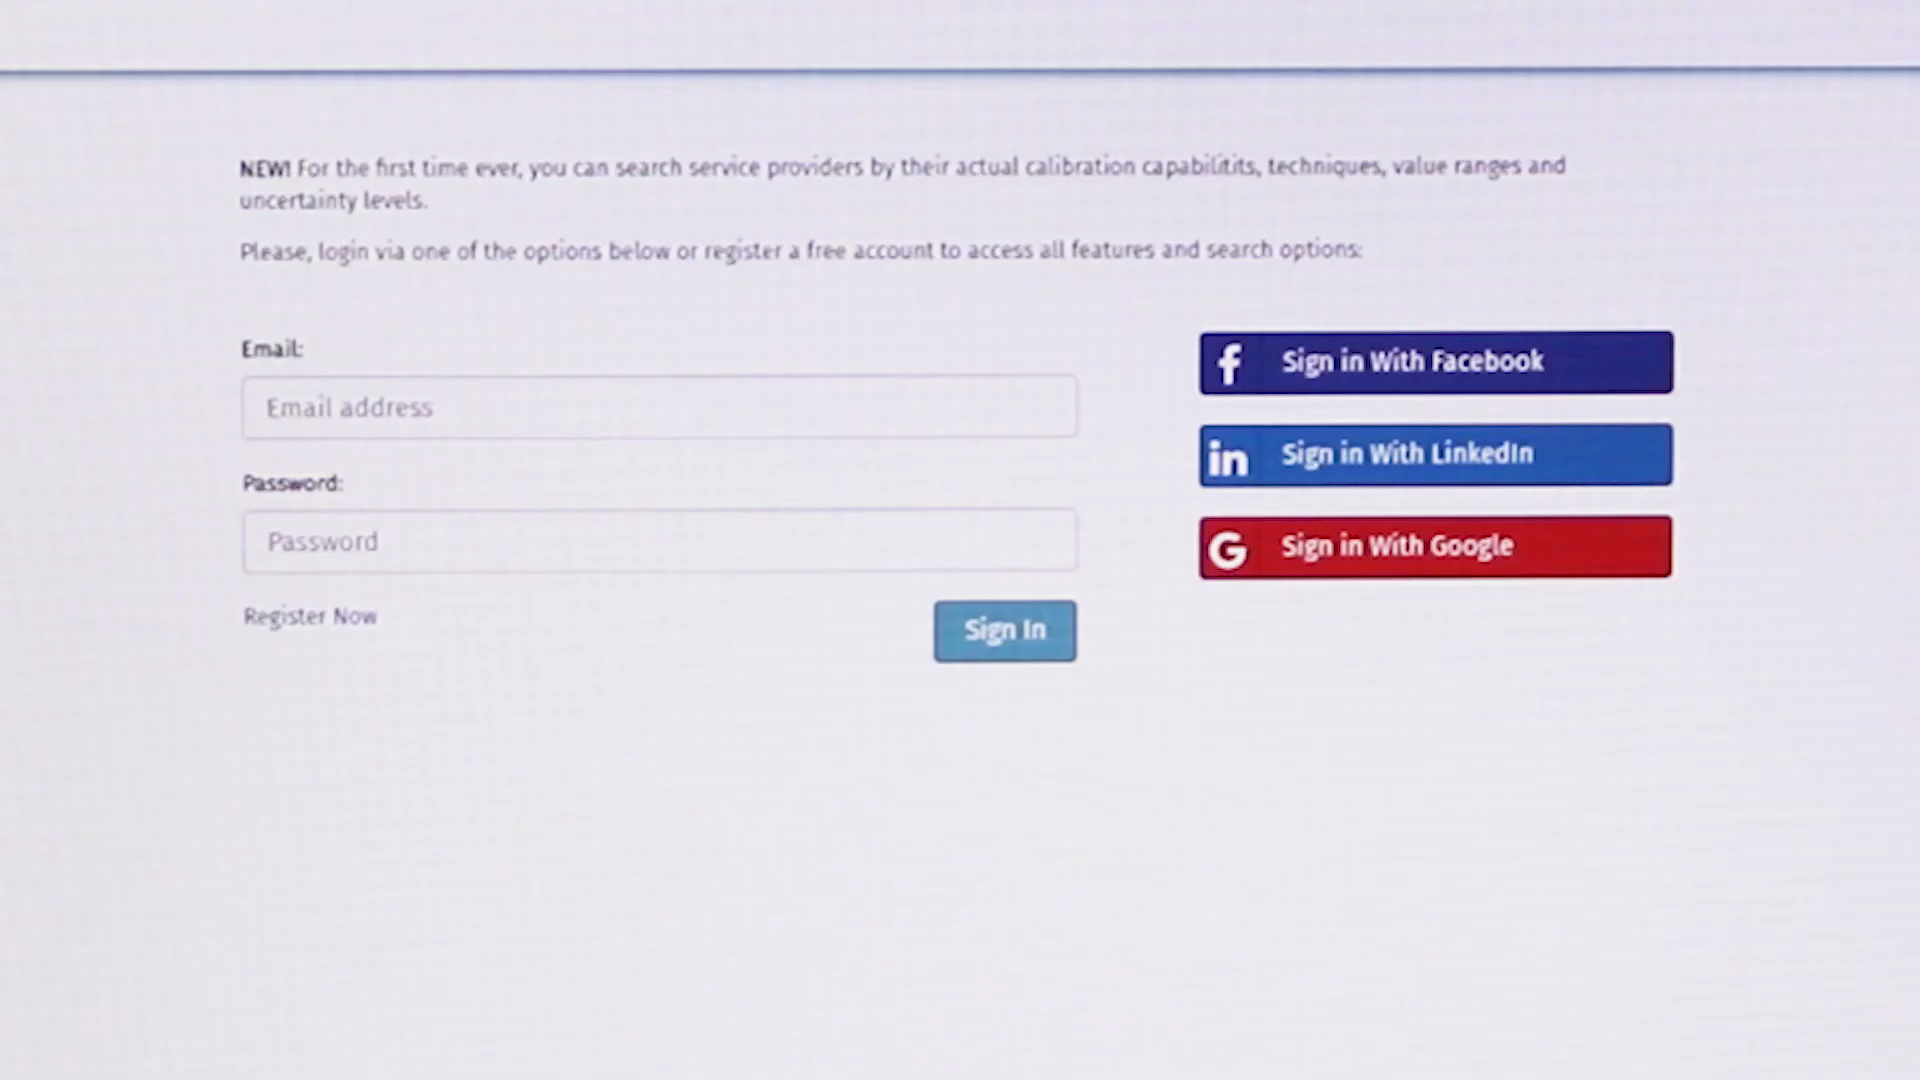 NEW! For the first time ever, you can search service providers by their actual calibration capabilitits, techniques, value ranges and
uncertainty levels.
Please, login via one of the options below or register a free account to access all features and search options:
Email:
Email address
Password:
Password
Register Now
Sign In
f Sign in With Facebook
in Sign in With LinkedIn
G Sign in With Google